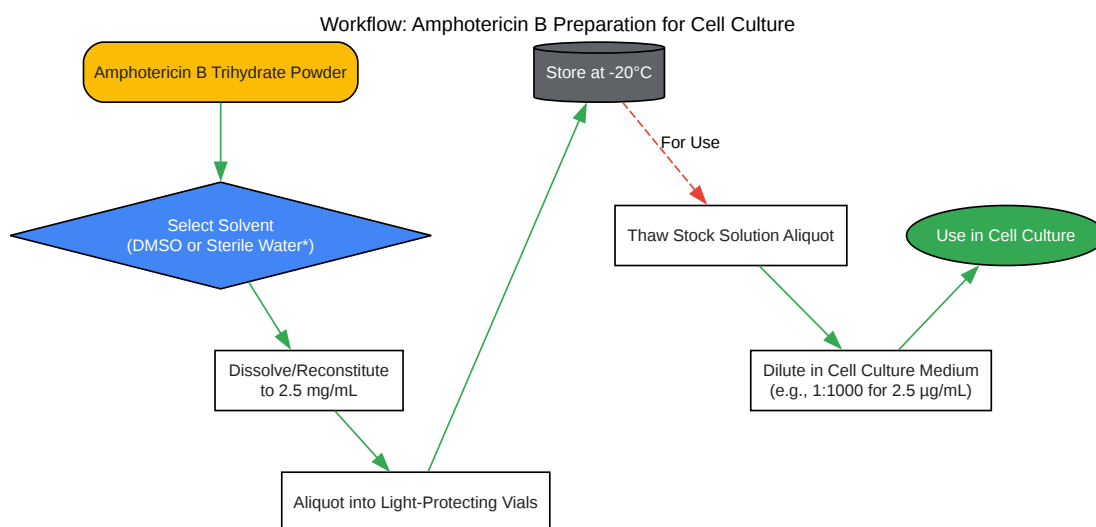 Workflow: Amphotericin B Preparation for Cell Culture
Amphotericin B Trihydrate Powder
Select Solvent
(DMSO or Sterile Water*)
Dissolve/Reconstitute
to 2.5 mg/mL
Aliquot into Light-Protecting Vials
Store at -20°C
For Use
Thaw Stock Solution Aliquot
Dilute in Cell Culture Medium
(e.g., 1:1000 for 2.5 µg/mL)
Use in Cell Culture